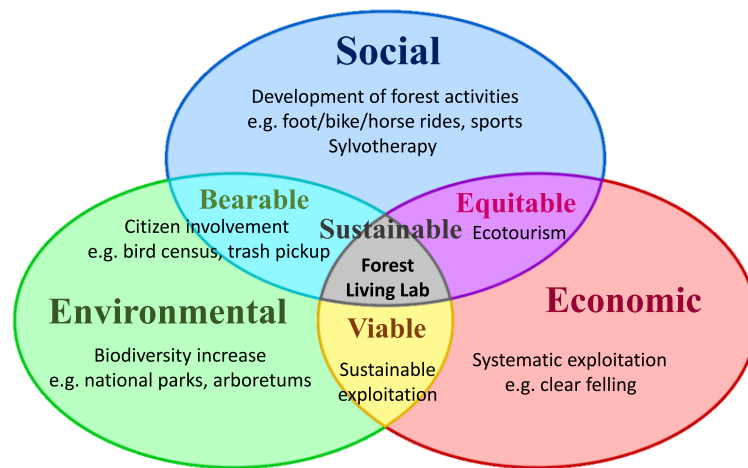 Social
Development of forest activities
e.g. foot/bike/horse rides, sports
Sylvotherapy
Bearable
Citizen involvement
e.g. bird census, trash pickup
Sustainable
Forest
Living Lab
Equitable
Ecotourism
Environmental
Biodiversity increase
e.g. national parks, arboretums
Viable
Sustainable
exploitation
Economic
Systematic exploitation
e.g. clear felling